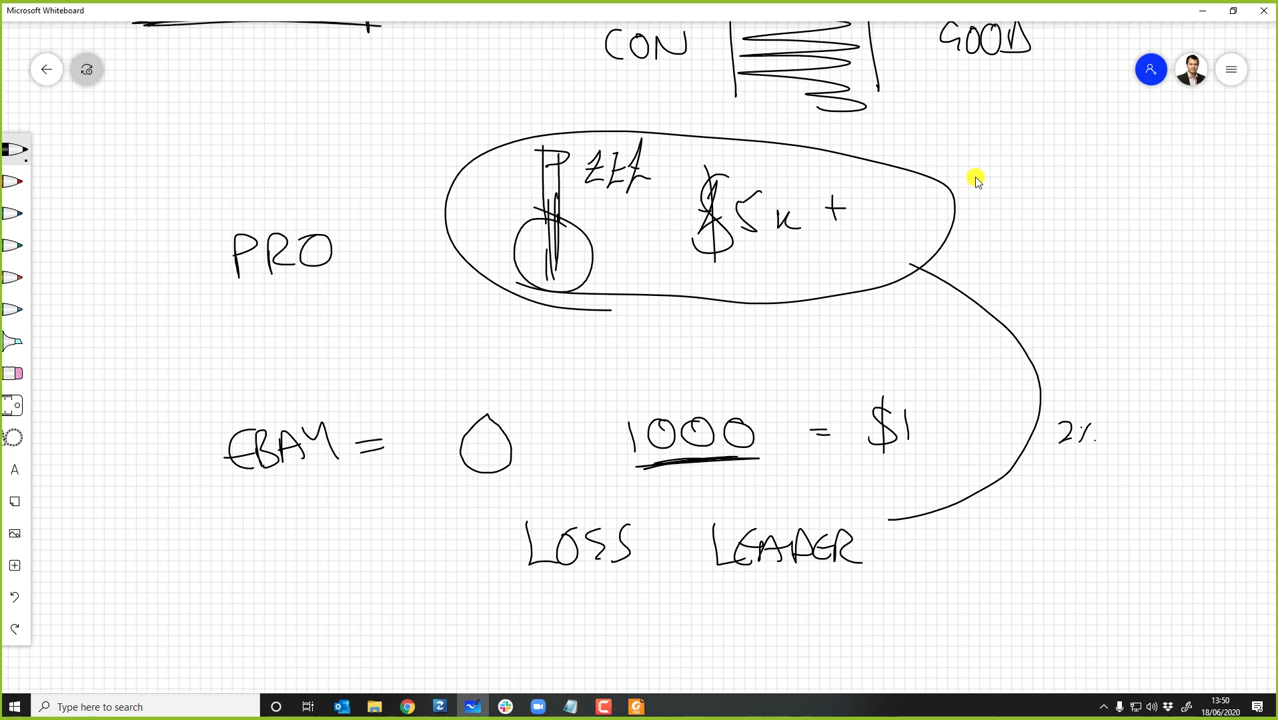 Microsoft Whiteboard
CON GOOD
$5K +
PRO
EBAY = 0 1000 = $1
2%
LOSS LEADER
A
Type here to search
13:50
18/06/2020